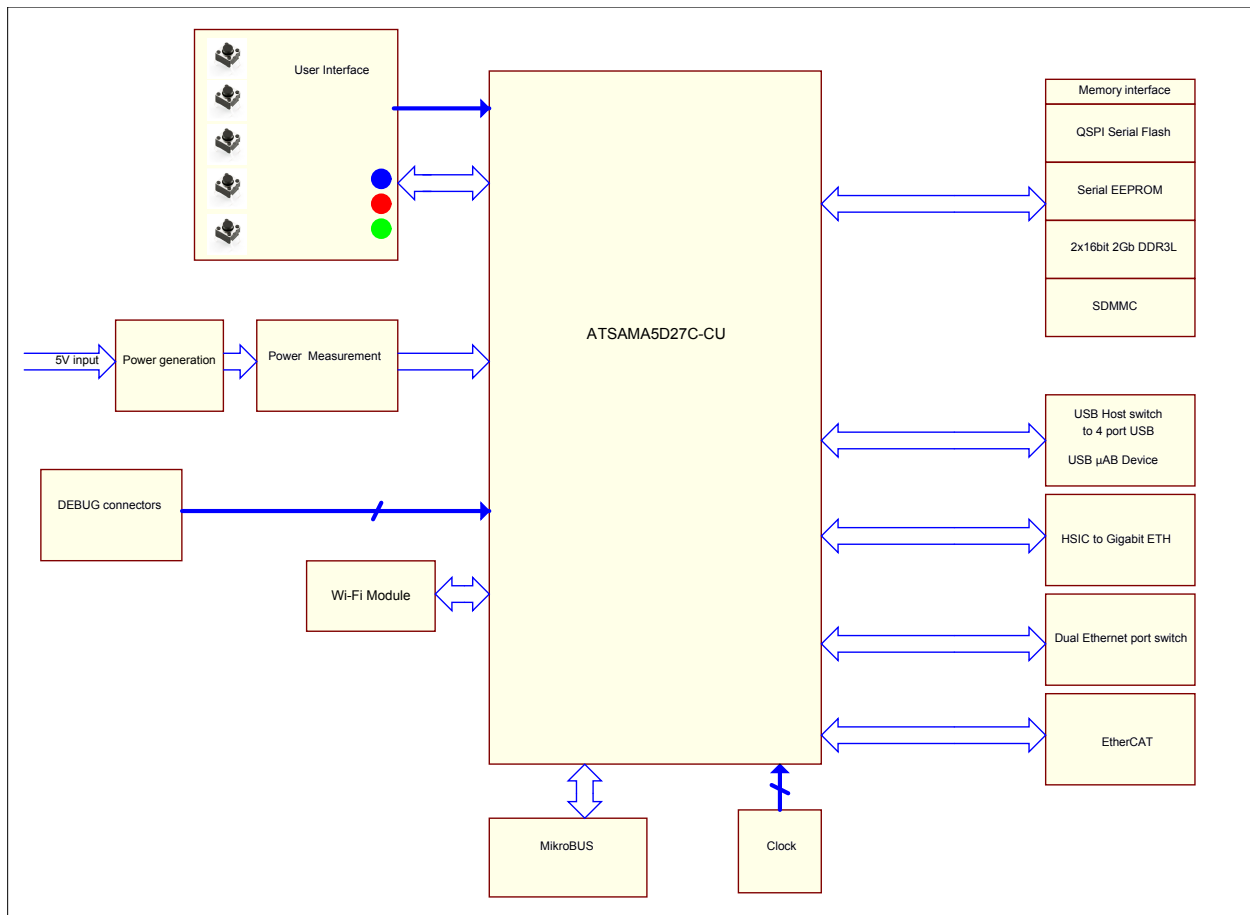 User Interface
Memory interface
QSPI Serial Flash
Serial EEPROM
2x16bit 2Gb DDR3L
SDMMC
ATSAMA5D27C-CU
5V input
Power generation
Power Measurement
USB Host switch
to 4 port USB
USB µAB Device
DEBUG connectors
HSIC to Gigabit ETH
Wi-Fi Module
Dual Ethernet port switch
EtherCAT
MikroBUS
Clock